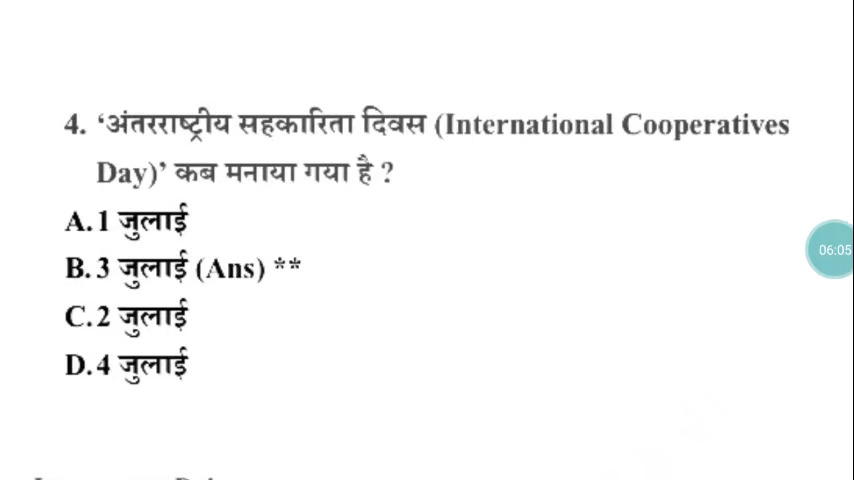 4. ‘अंतरराष्ट्रीय सहकारिता दिवस (International Cooperatives
Day)’ कब मनाया गया है ?
A. 1 जुलाई
B. 3 जुलाई (Ans) **
C. 2 जुलाई
D. 4 जुलाई
06:05